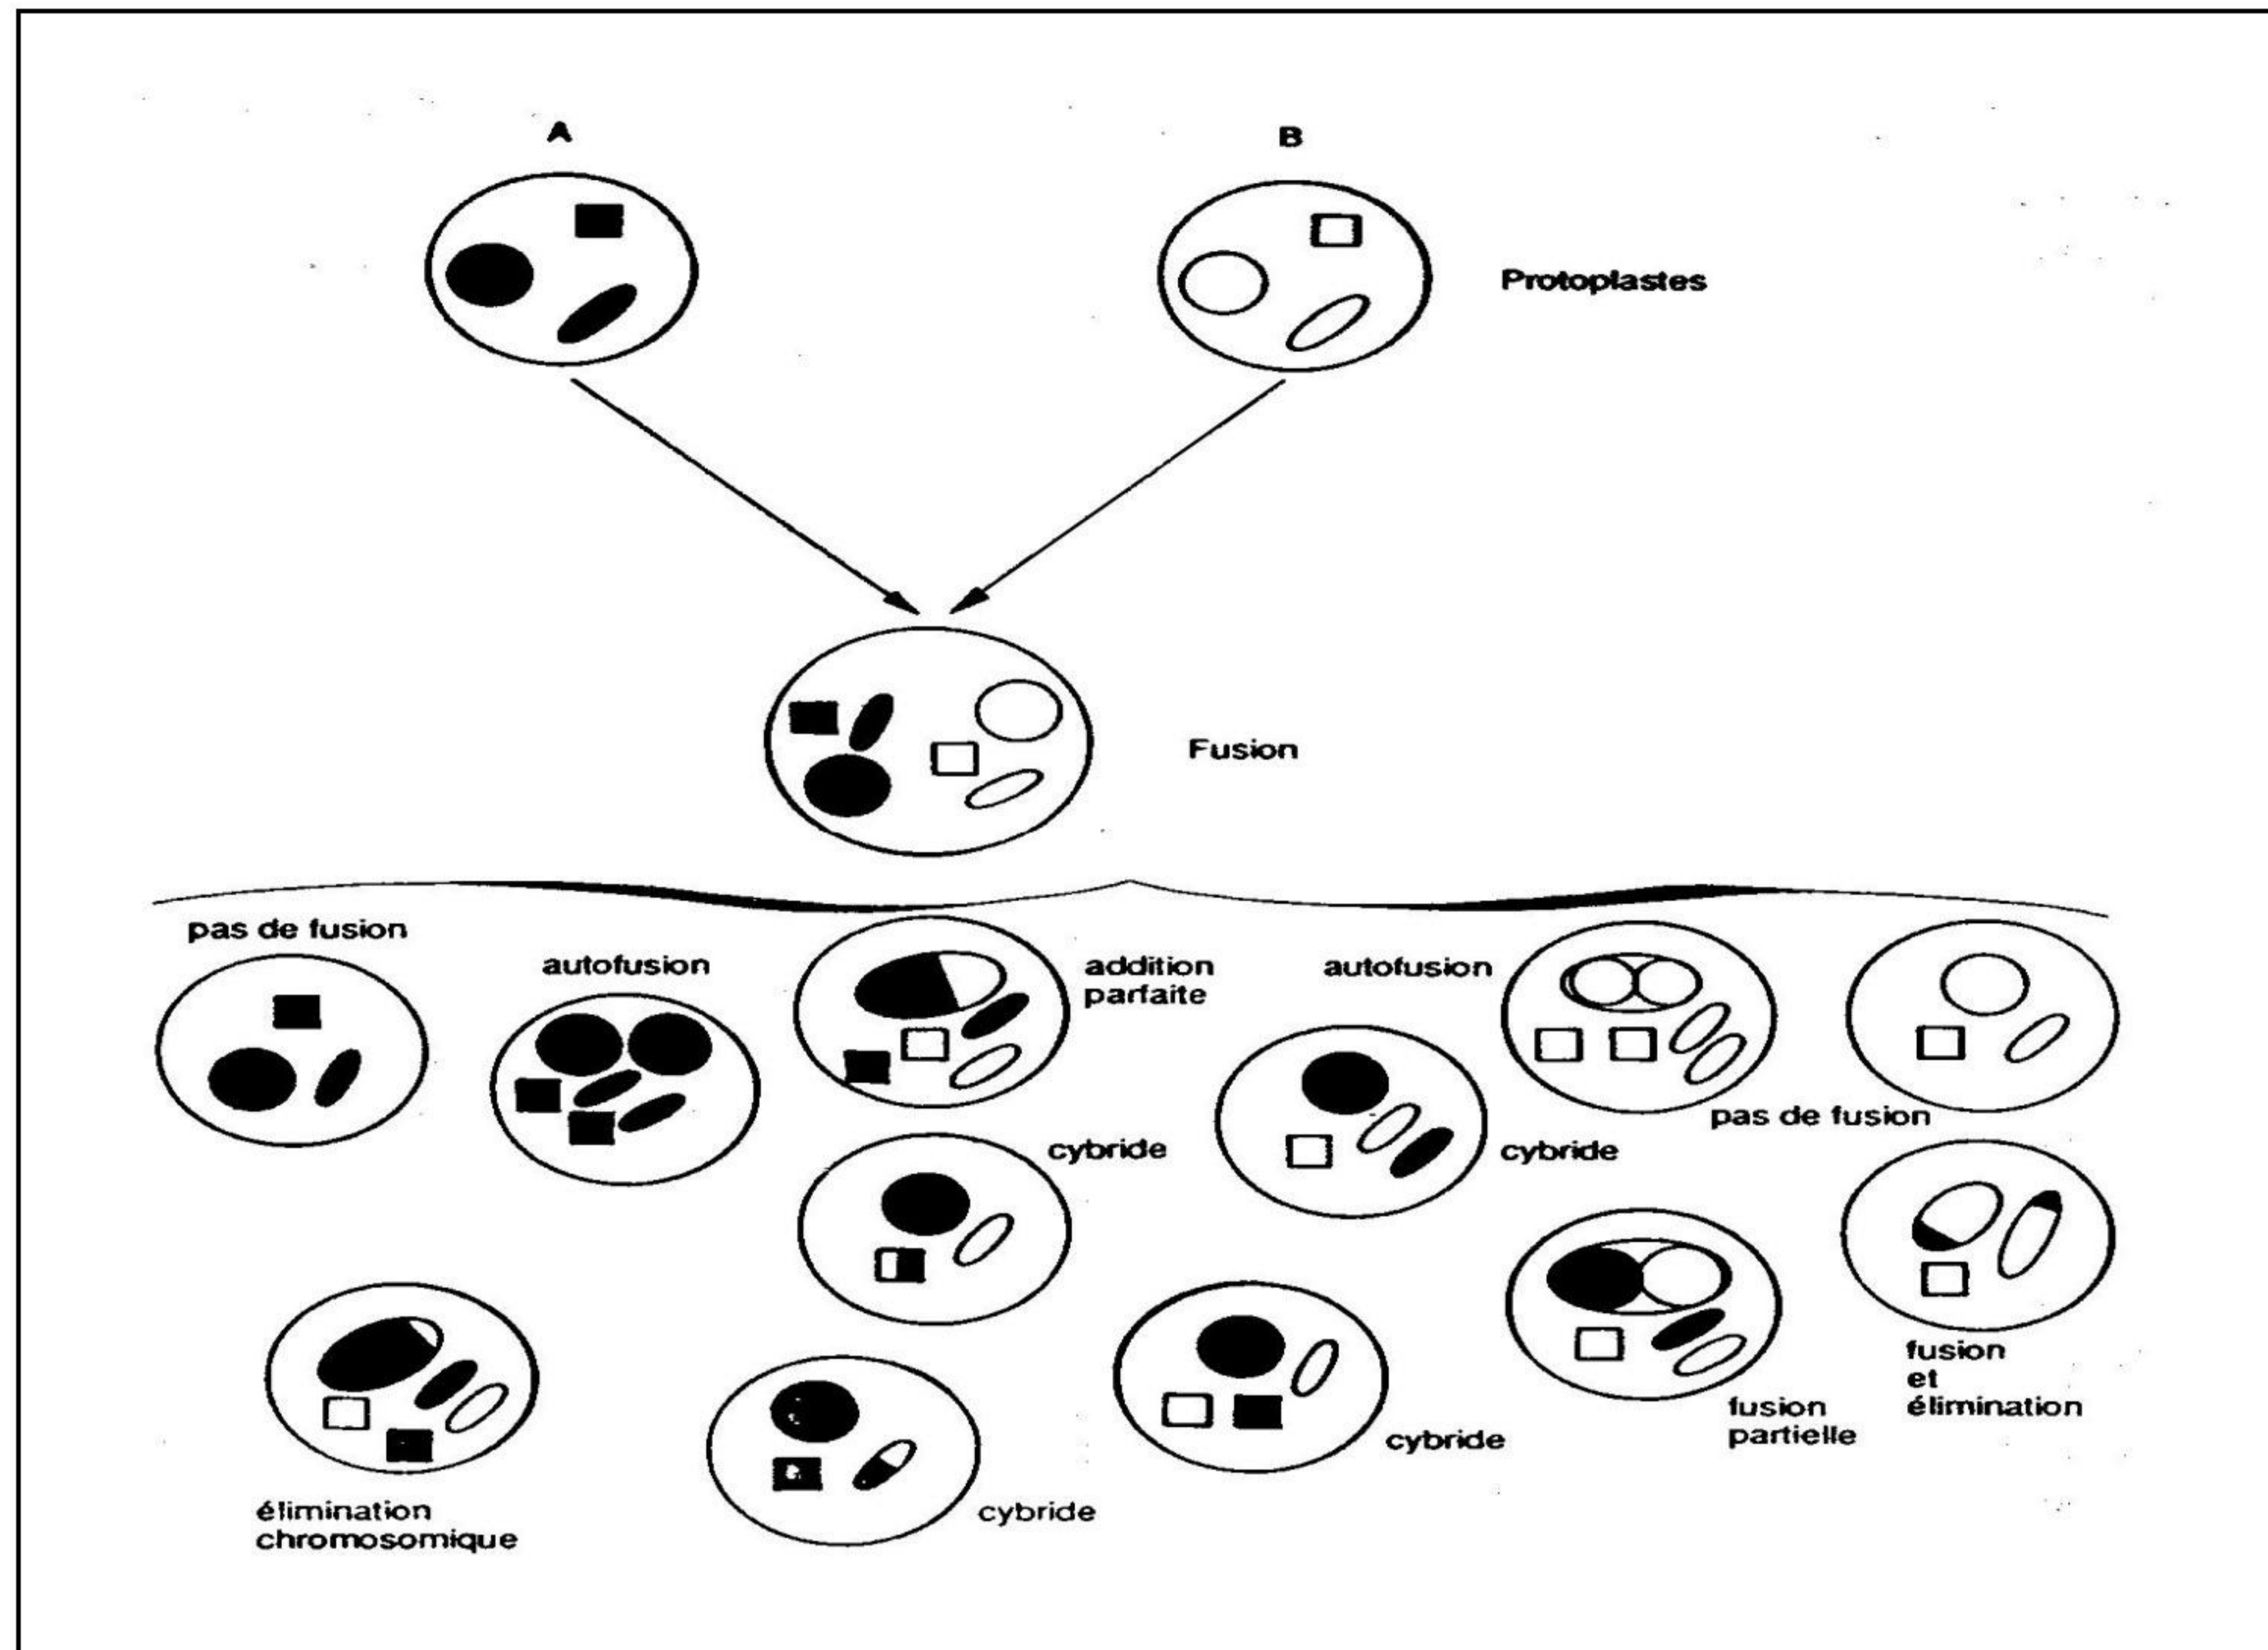 A
B
Protoplastes
Fusion
pas de fusion
autofusion
addition
parfaite
autofusion
pas de fusion
cybride
cybride
fusion
et
élimination
fusion
partielle
cybride
élimination
chromosomique
cybride